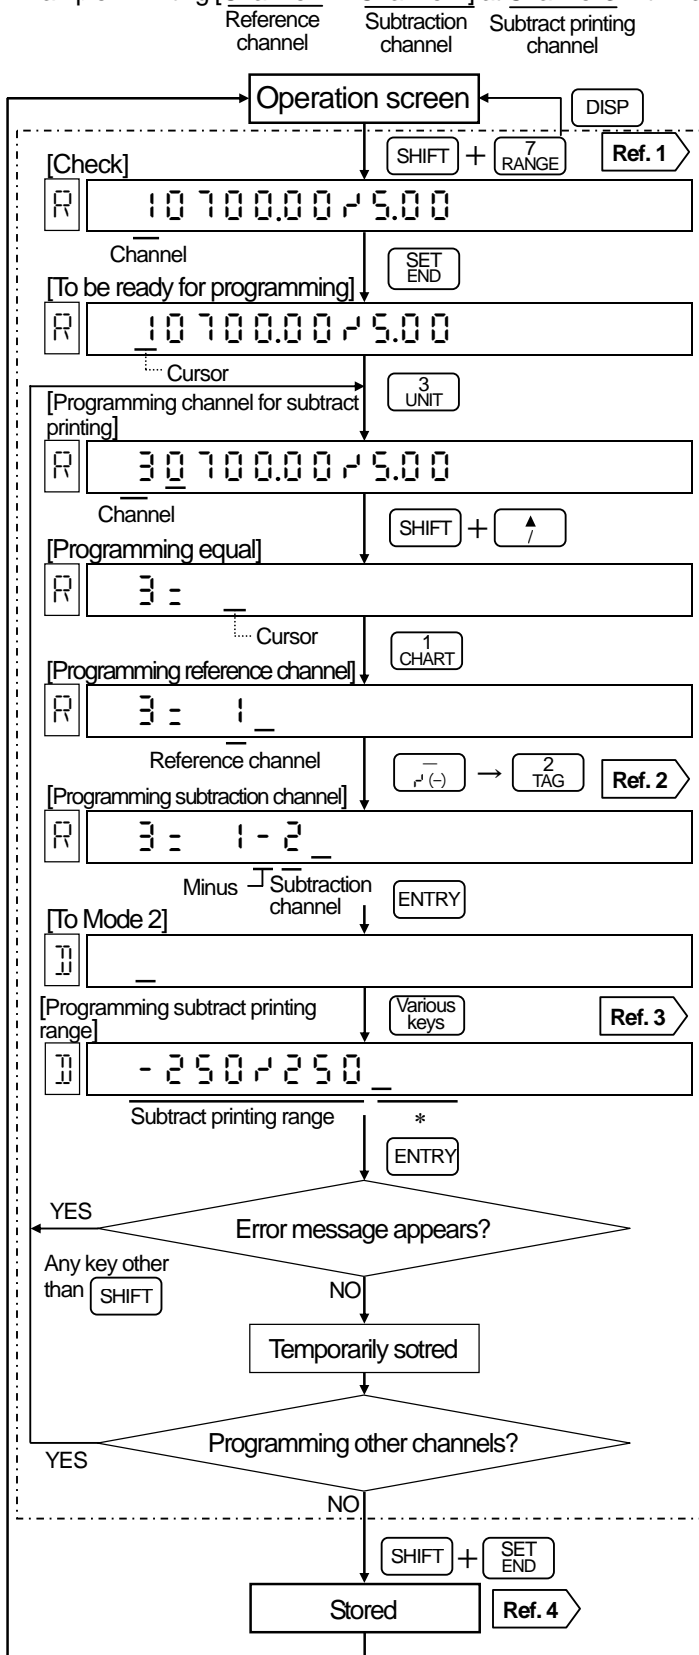 Reference
channel
Subtraction
channel
Subtract printing
channel
Operation screen
DISP
SHIFT + 7 RANGE
Ref. 1
[Check]
R 10700.00/5.00
Channel
SET END
[To be ready for programming]
R 10700.00/5.00
Cursor
3 UNIT
[Programming channel for subtract
printing]
R 30700.00/5.00
Channel
SHIFT + ▲ /
[Programming equal]
R 3= _
Cursor
1 CHART
[Programming reference channel]
R 3= 1_
Reference channel
— / (−) → 2 TAG
Ref. 2
[Programming subtraction channel]
R 3= 1-2_
Minus
Subtraction
channel
ENTRY
[To Mode 2]
D _
[Programming subtract printing
range]
Various
keys
Ref. 3
D -250/250_
Subtract printing range
*
ENTRY
YES
Error message appears?
Any key other
than SHIFT
NO
Temporarily sotred
Programming other channels?
YES
NO
SHIFT + SET END
Stored
Ref. 4